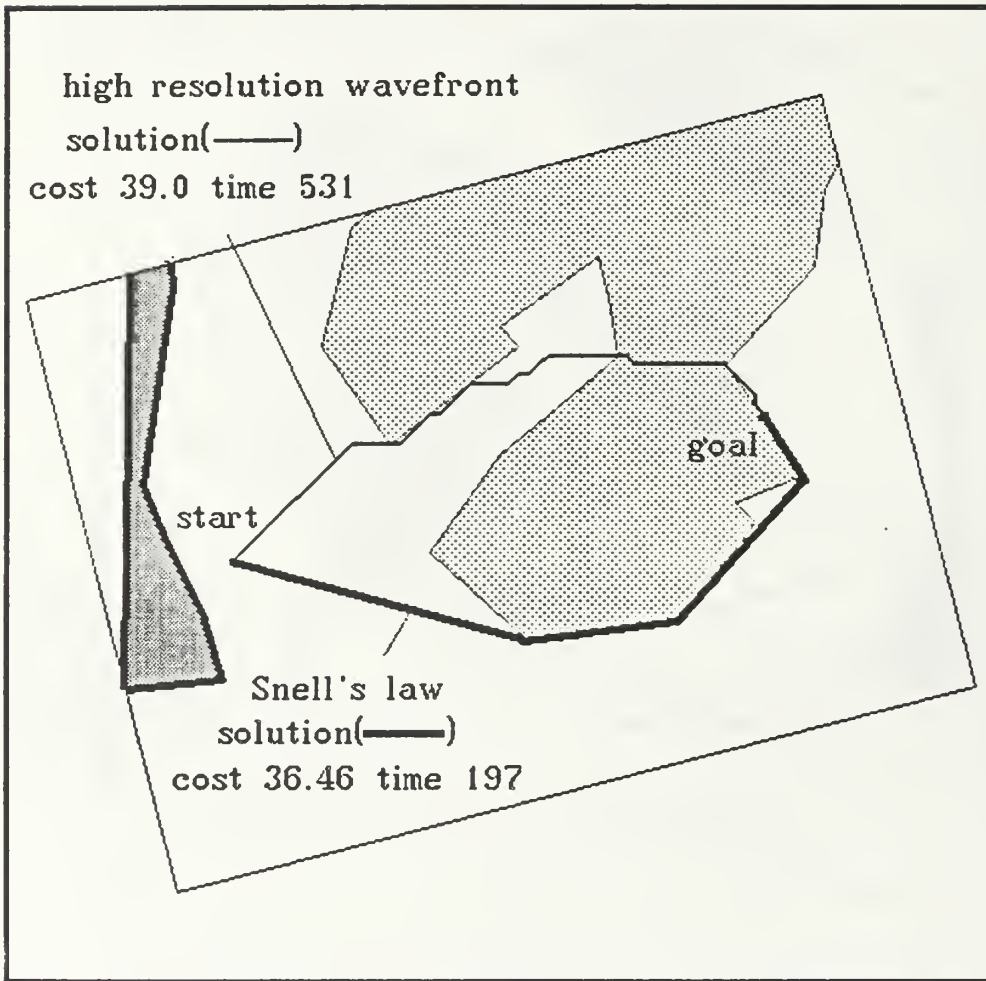 high resolution wavefront
solution(——)
cost 39.0 time 531
start
goal
Snell's law
solution(——)
cost 36.46 time 197